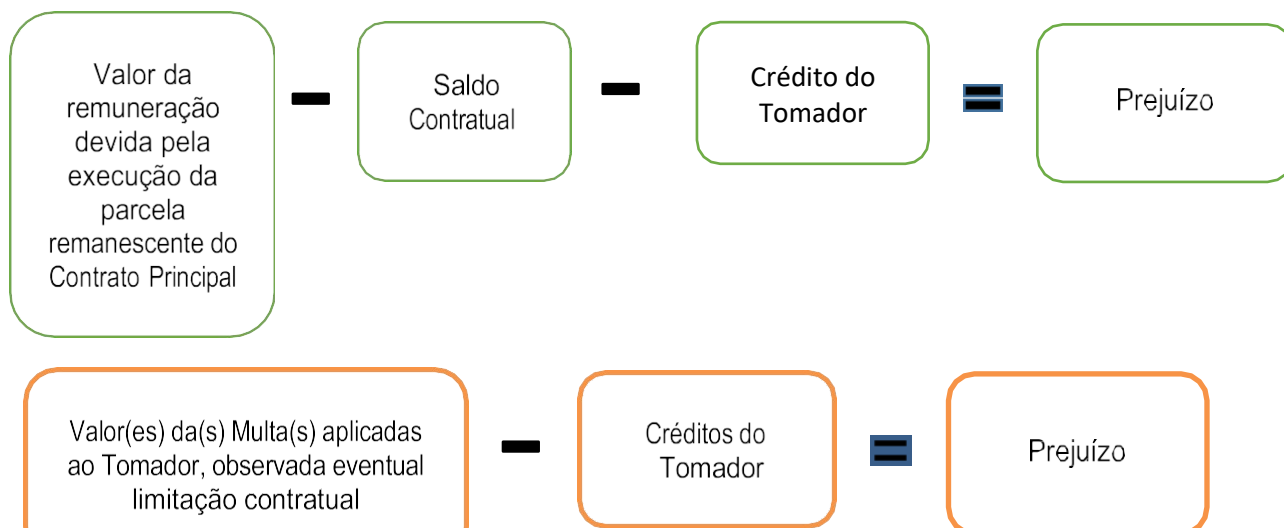 Valor da
remuneração
devida pela
execução da
parcela
remanescente do
Contrato Principal
Saldo
Contratual
Crédito do
Tomador
Prejuízo
Valor(es) da(s) Multa(s) aplicadas
ao Tomador, observada eventual
limitação contratual
Créditos do
Tomador
Prejuízo